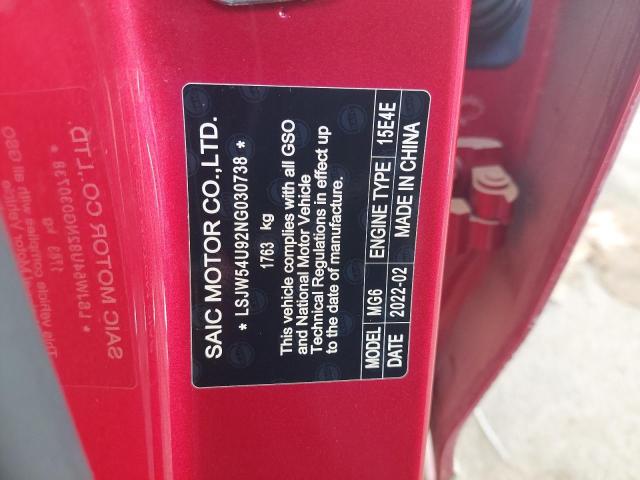 SAIC MOTOR CO.,LTD.
* LSJW54U92NG030738 *
1763 kg
This vehicle complies with all GSO
and National Motor Vehicle
Technical Regulations in effect up
to the date of manufacture.
MODEL MG6 ENGINE TYPE 15E4E
DATE 2022-02 MADE IN CHINA